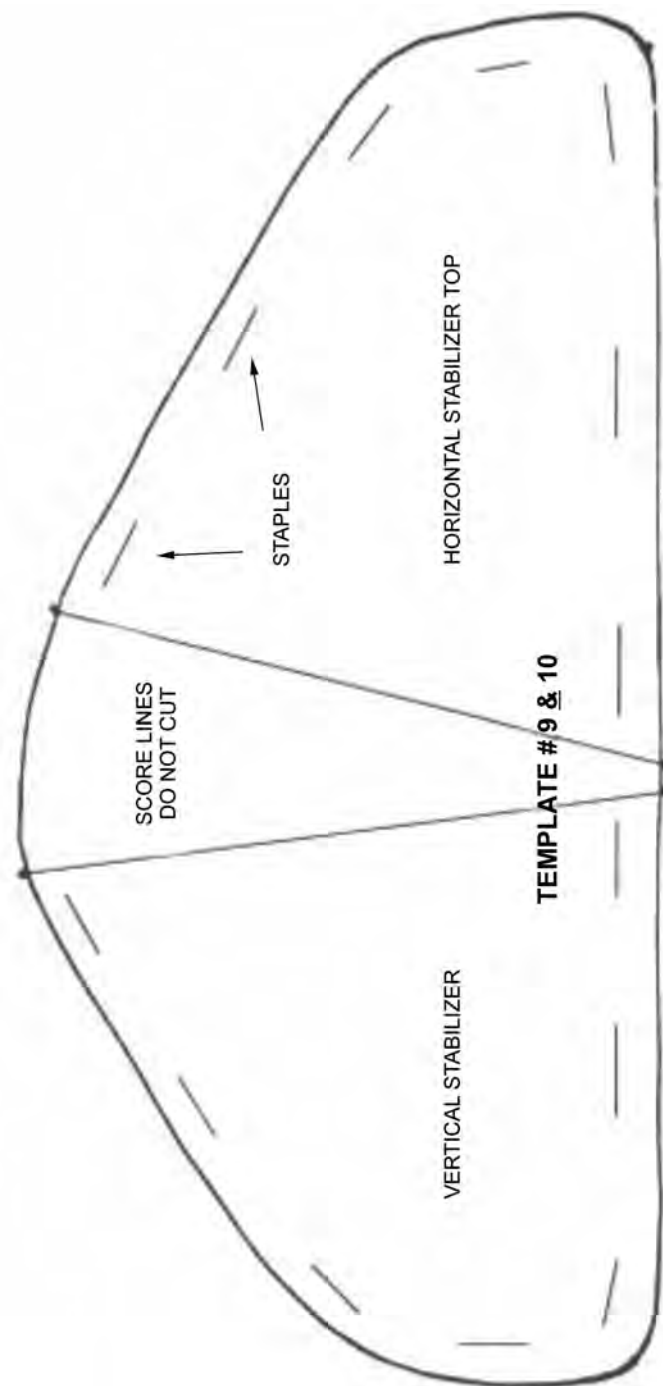 SCORE LINES
DO NOT CUT
STAPLES
VERTICAL STABILIZER
HORIZONTAL STABILIZER TOP
TEMPLATE # 9 & 10